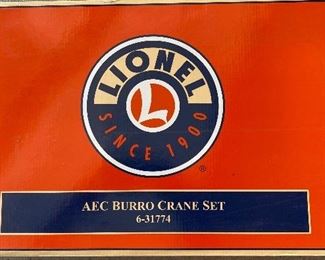 LIONEL
L
SINCE 1900
®
AEC BURRO CRANE SET
6-31774